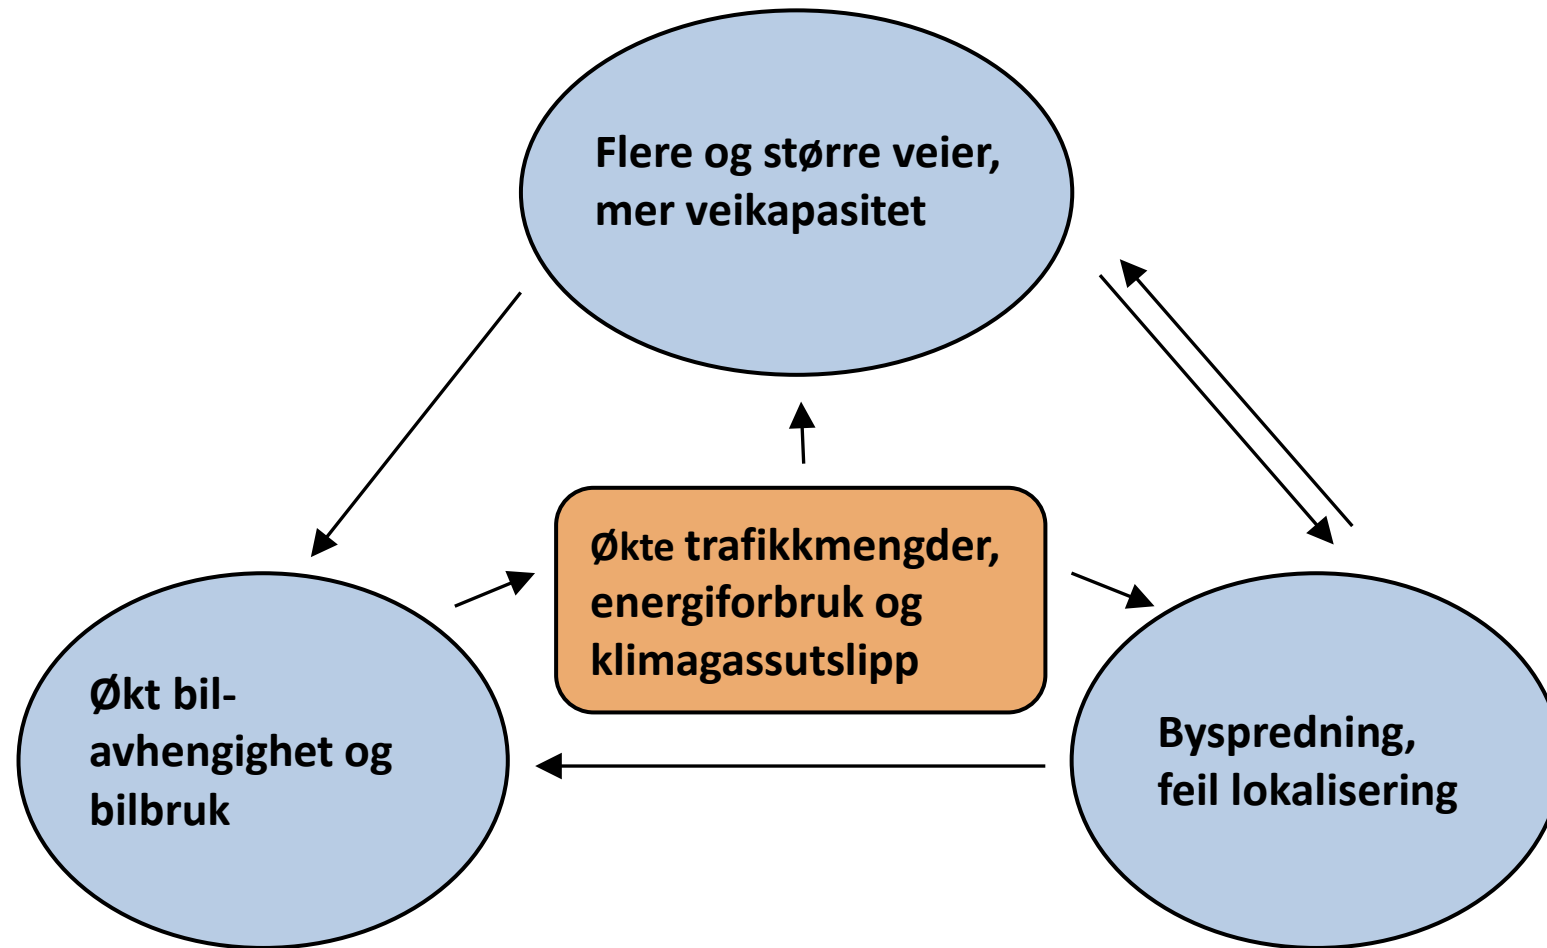 Flere og større veier,
mer veikapasitet
Økte trafikkmengder,
energiforbruk og
klimagassutslipp
Økt bil-
avhengighet og
bilbruk
Byspredning,
feil lokalisering